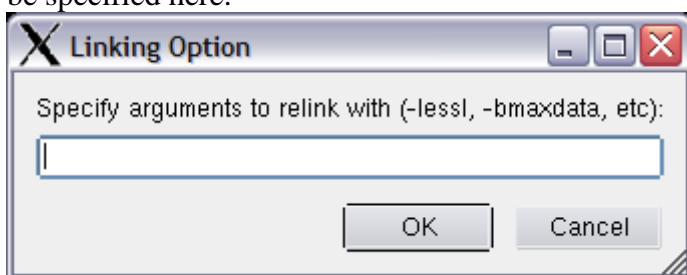 be specified here.
Linking Option
Specify arguments to relink with (-lessl, -bmaxdata, etc):
OK Cancel